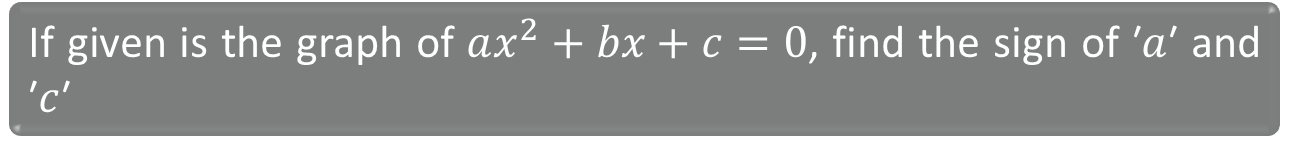 If given is the graph of 𝑎𝑥² + 𝑏𝑥 + 𝑐 = 0, find the sign of ′𝑎′ and
′𝑐′